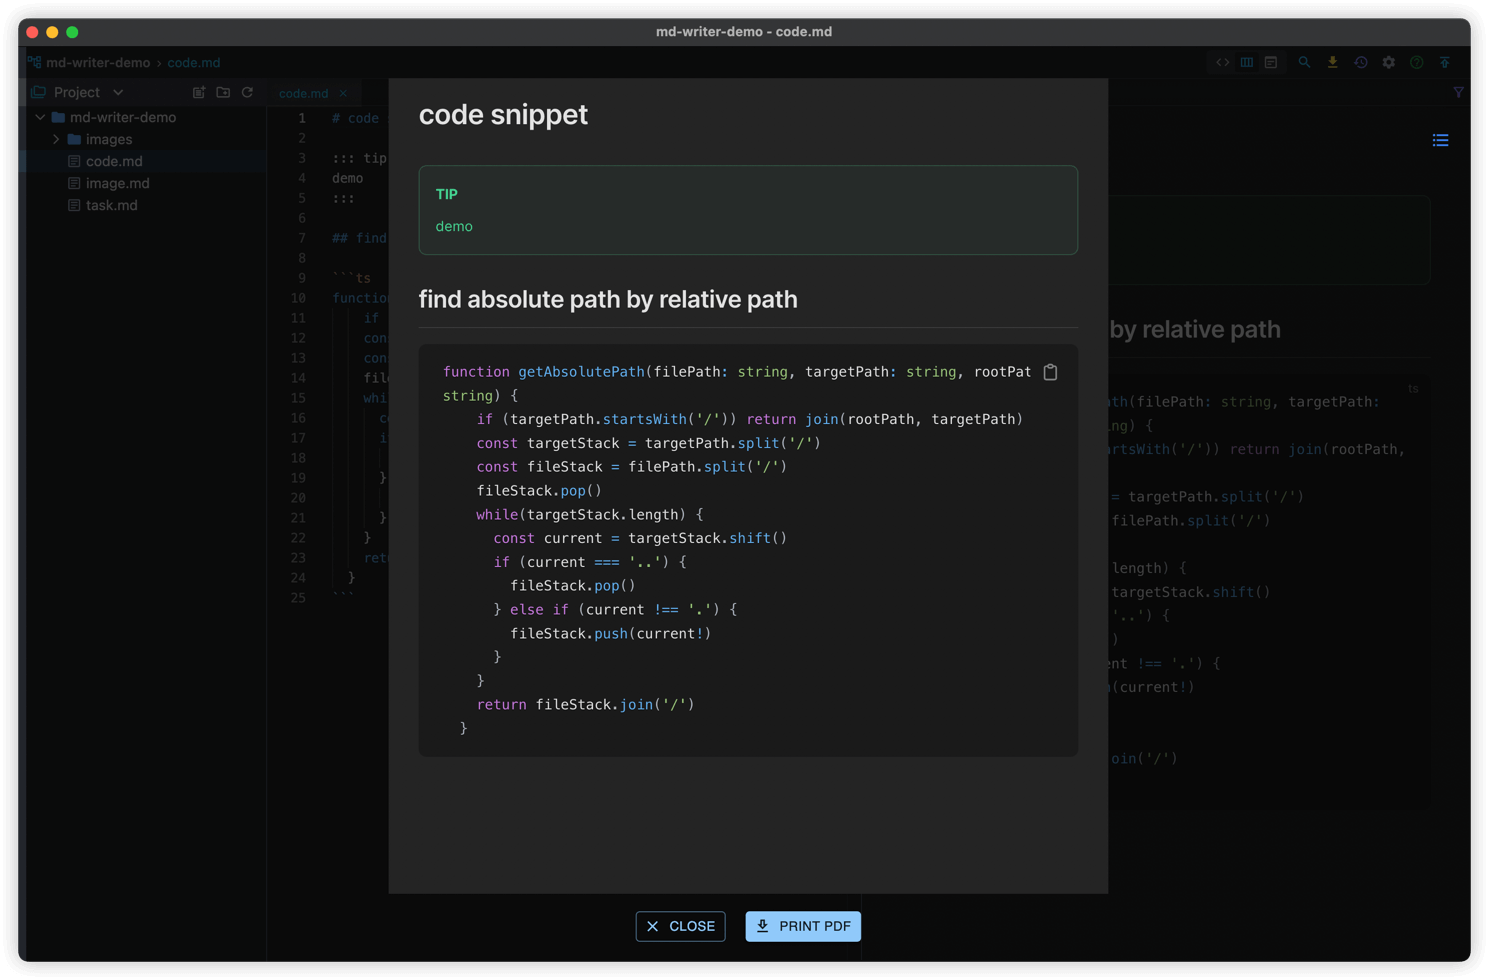 md-writer-demo - code.md
md-writer-demo › code.md
Project
code.md ×
md-writer-demo
images
code.md
image.md
task.md
1 # code
2
3 ::: tip
4 demo
5 :::
6
7 ## find
8
9 ```ts
10 function
11 if
12 con
13 con
14 file
15 whi
16 c
17 i
18
19 }
20
21 }
22 }
23 retu
24 }
25 ```
code snippet
TIP
demo
find absolute path by relative path
function getAbsolutePath(filePath: string, targetPath: string, rootPat
string) {
if (targetPath.startsWith('/')) return join(rootPath, targetPath)
const targetStack = targetPath.split('/')
const fileStack = filePath.split('/')
fileStack.pop()
while(targetStack.length) {
const current = targetStack.shift()
if (current === '..') {
fileStack.pop()
} else if (current !== '.') {
fileStack.push(current!)
}
}
return fileStack.join('/')
}
by relative path
ts
th(filePath: string, targetPath:
ng) {
artsWith('/')) return join(rootPath,
= targetPath.split('/')
filePath.split('/')
length) {
targetStack.shift()
'..') {
)
ent !== '.') {
(current!)
oin('/')
CLOSE
PRINT PDF